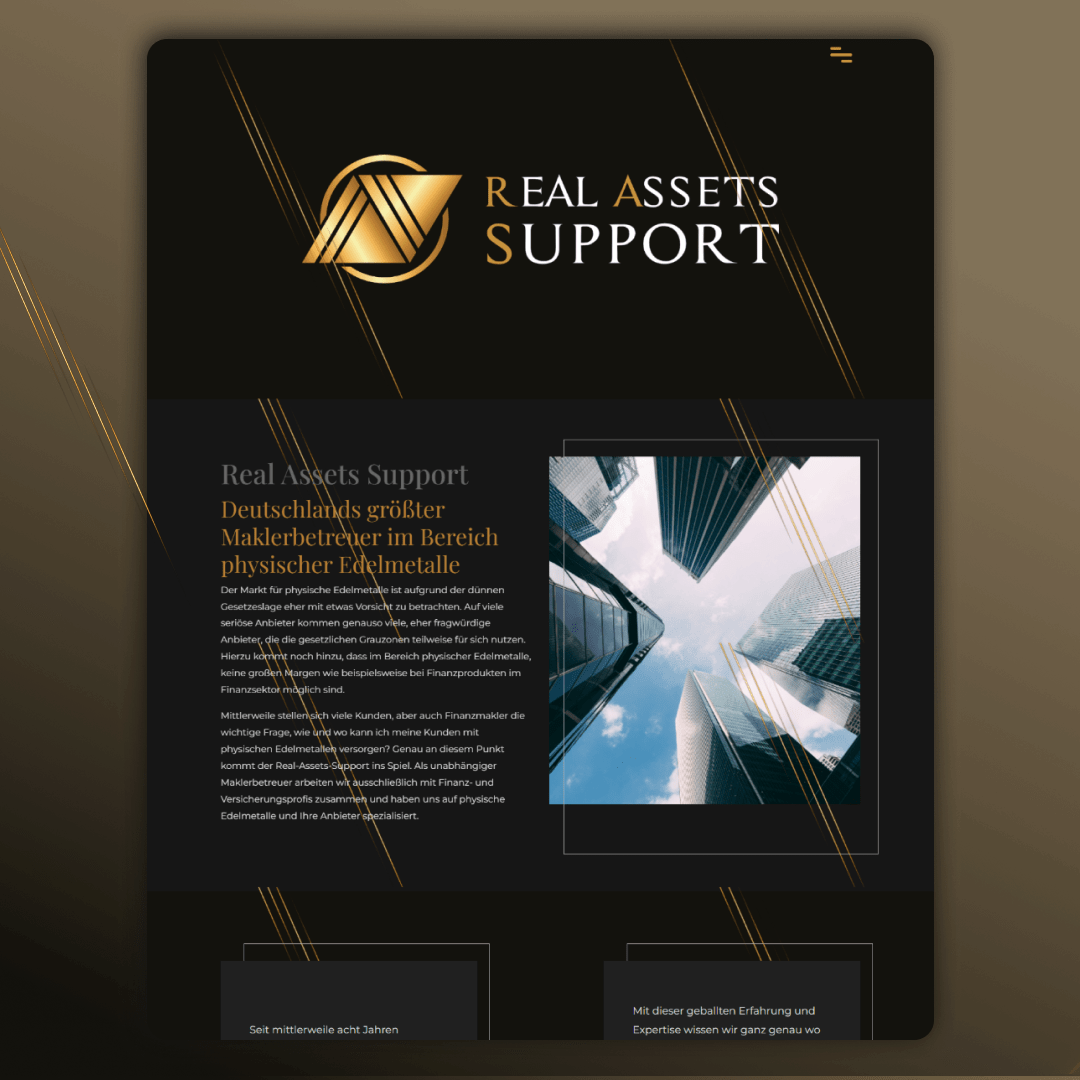 REAL ASSETS
SUPPORT
Real Assets Support
Deutschlands größter
Maklerbetreuer im Bereich
physischer Edelmetalle
Der Markt für physische Edelmetalle ist aufgrund der dünnen
Gesetzeslage eher mit etwas Vorsicht zu betrachten. Auf viele
seriöse Anbieter kommen genauso viele, eher fragwürdige
Anbieter, die die gesetzlichen Grauzonen teilweise für sich nutzen.
Hierzu kommt noch hinzu, dass im Bereich physischer Edelmetalle,
keine großen Margen wie beispielsweise bei Finanzprodukten im
Finanzsektor möglich sind.
Mittlerweile stellen sich viele Kunden, aber auch Finanzmakler die
wichtige Frage, wie und wo kann ich meine Kunden mit
physischen Edelmetallen versorgen? Genau an diesem Punkt
kommt der Real-Assets-Support ins Spiel. Als unabhängiger
Maklerbetreuer arbeiten wir ausschließlich mit Finanz- und
Versicherungsprofis zusammen und haben uns auf physische
Edelmetalle und Ihre Anbieter spezialisiert.
Seit mittlerweile acht Jahren
Mit dieser geballten Erfahrung und
Expertise wissen wir ganz genau wo